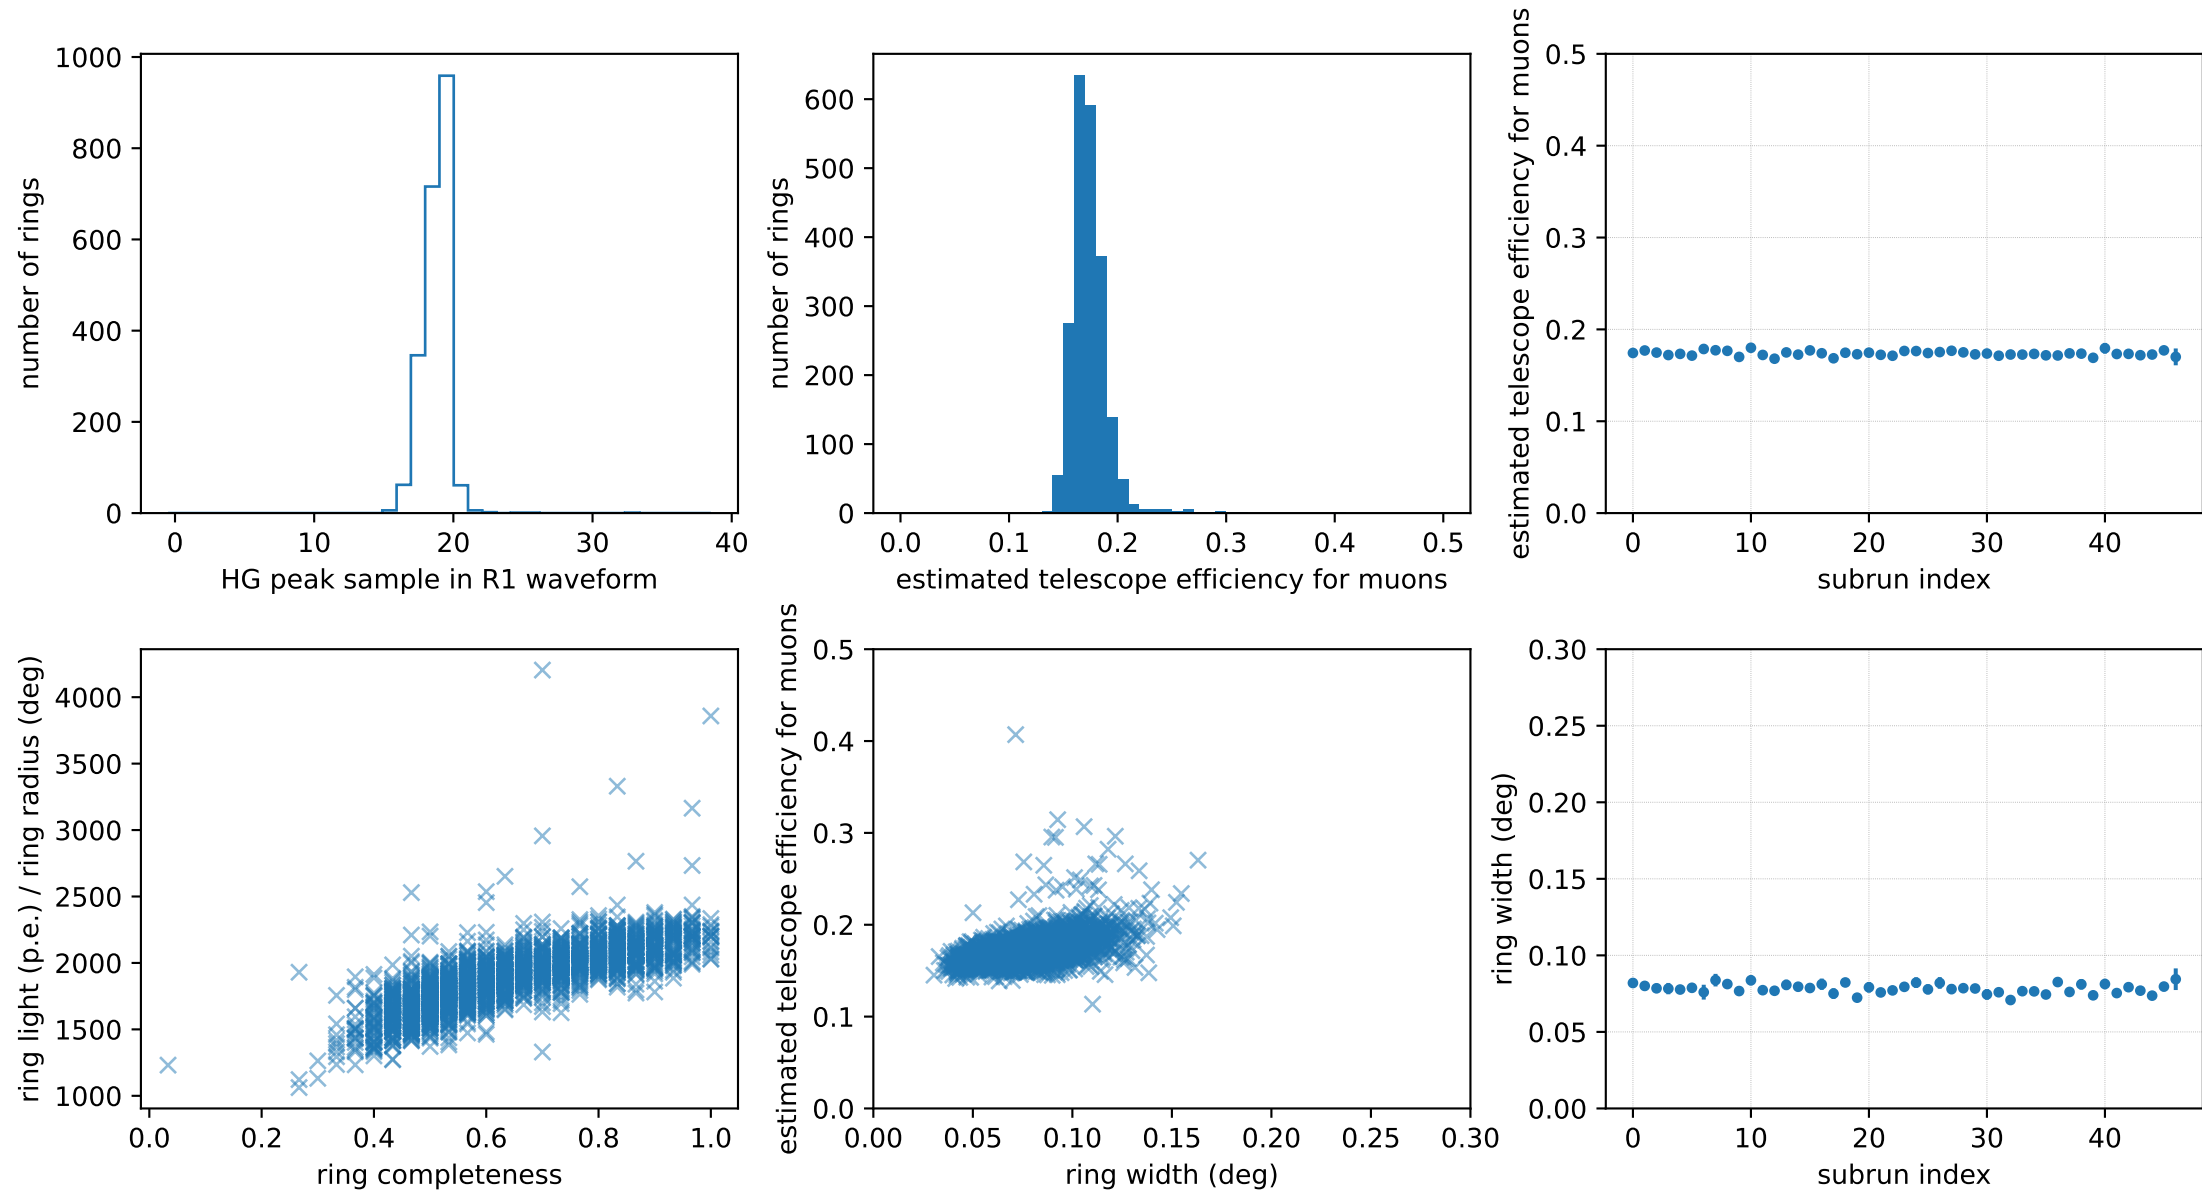 1000
800
600
400
200
0
number of rings
0 10 20 30 40
HG peak sample in R1 waveform
600
500
400
300
200
100
0
number of rings
0.0 0.1 0.2 0.3 0.4 0.5
estimated telescope efficiency for muons
0.5
0.4
0.3
0.2
0.1
0.0
estimated telescope efficiency for muons
0 10 20 30 40
subrun index
4000
3500
3000
2500
2000
1500
1000
ring light (p.e.) / ring radius (deg)
0.0 0.2 0.4 0.6 0.8 1.0
ring completeness
0.5
0.4
0.3
0.2
0.1
0.0
estimated telescope efficiency for muons
0.00 0.05 0.10 0.15 0.20 0.25 0.30
ring width (deg)
0.30
0.25
0.20
0.15
0.10
0.05
0.00
ring width (deg)
0 10 20 30 40
subrun index